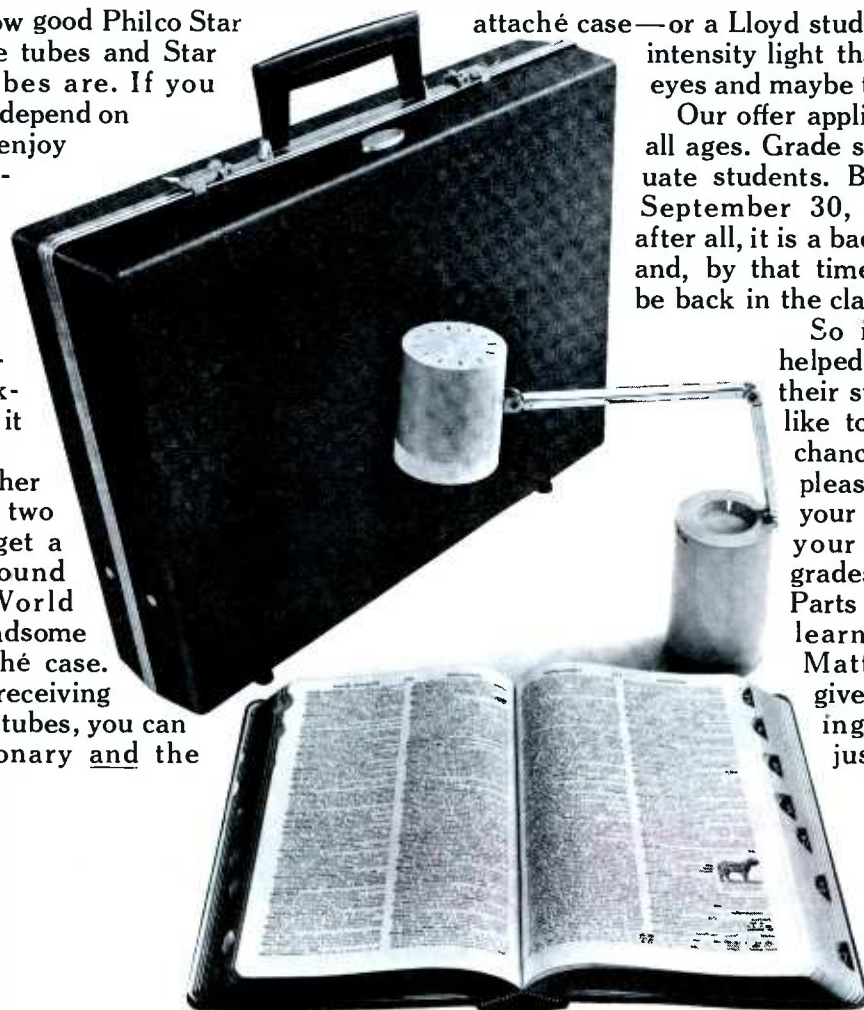 ow good Philco Star
e tubes and Star
bes are. If you
depend on
enjoy
-
-
k-
it
her
two
get a
ound
World
ndsome
hé case.
receiving
tubes, you can
onary and the
attaché case—or a Lloyd stud
intensity light tha
eyes and maybe t
Our offer appli
all ages. Grade s
uate students. B
September 30,
after all, it is a bac
and, by that time
be back in the cla
So i
helped
their s
like to
chanc
pleas
your
your
grades
Parts
learn
Matt
give
ing
jus